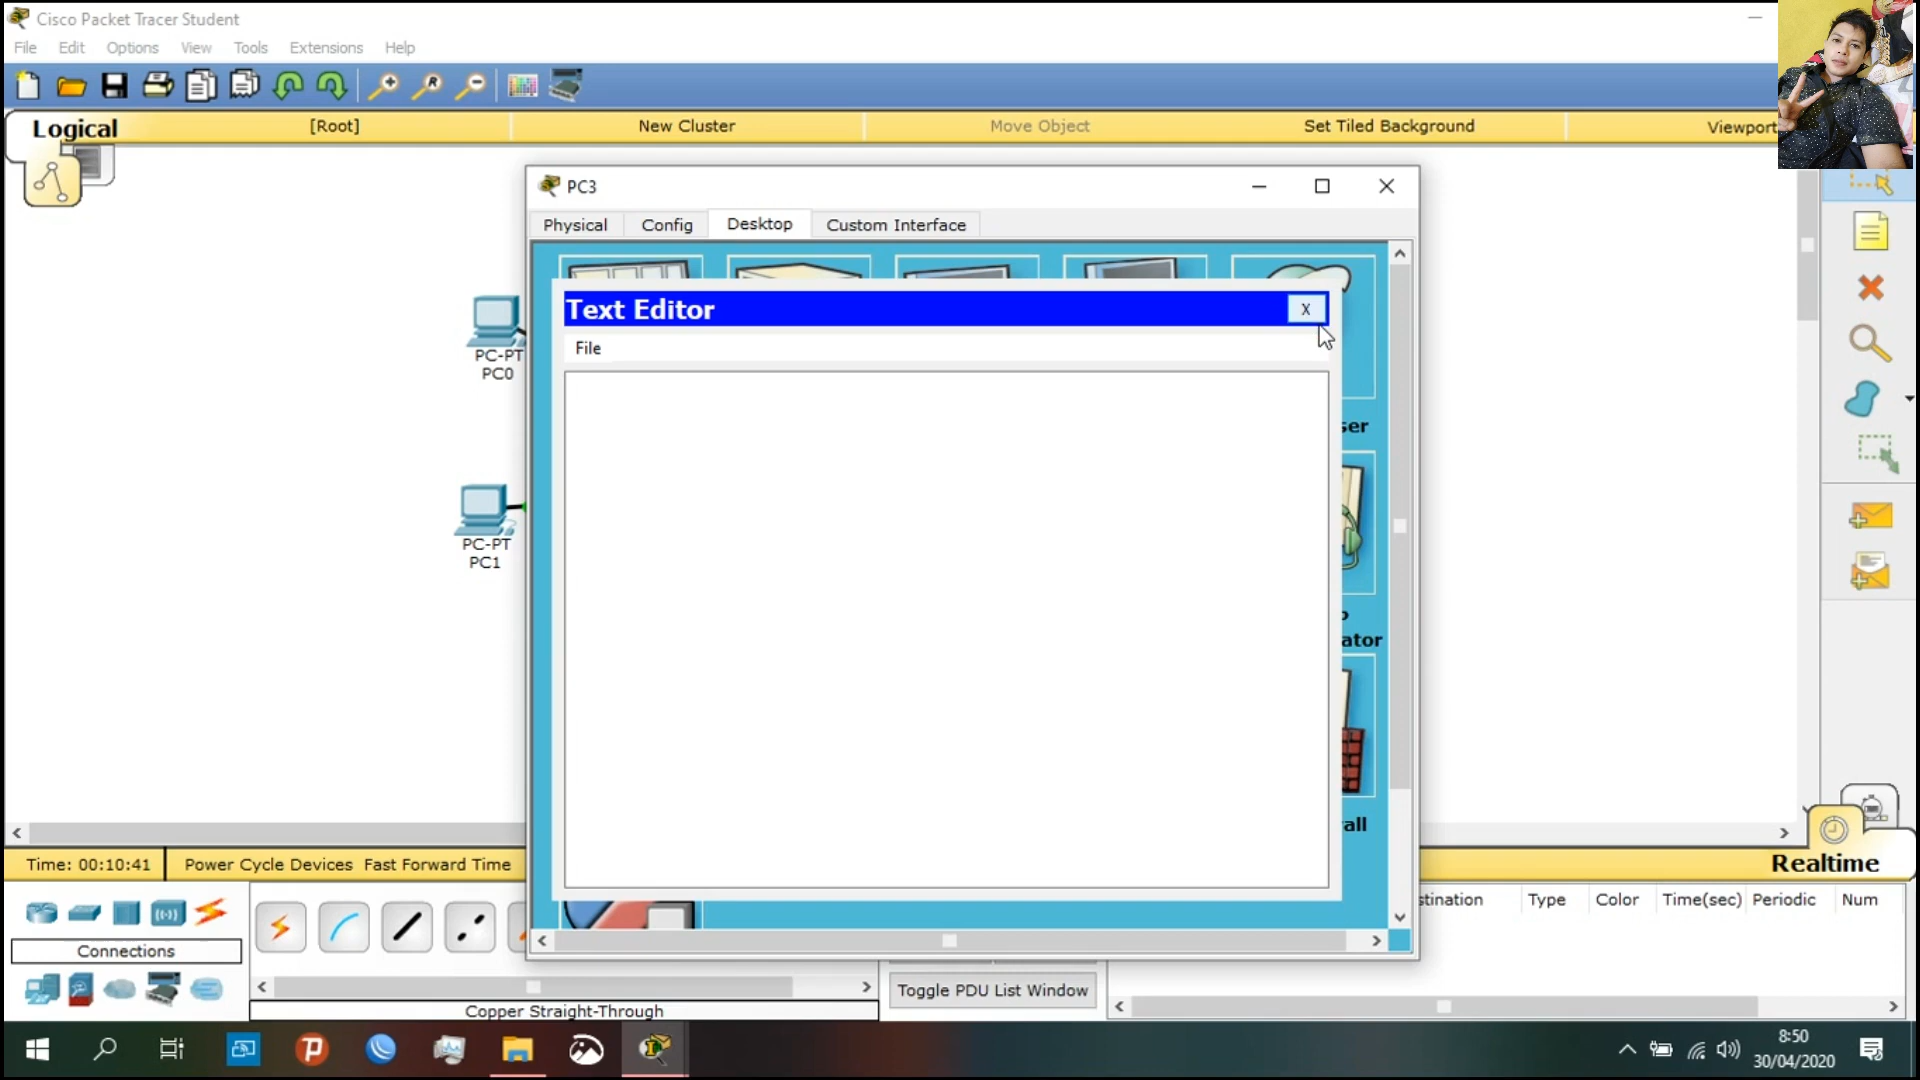 Cisco Packet Tracer Student
File Edit Options View Tools Extensions Help
Logical [Root] New Cluster Move Object Set Tiled Background Viewport
PC3
Physical Config Desktop Custom Interface
Text Editor X
File
PC-PT
PC0
ser
PC-PT
PC1
ator
all
Time: 00:10:41 Power Cycle Devices Fast Forward Time Realtime
stination Type Color Time(sec) Periodic Num
Connections
Toggle PDU List Window
Copper Straight-Through
8:50
30/04/2020